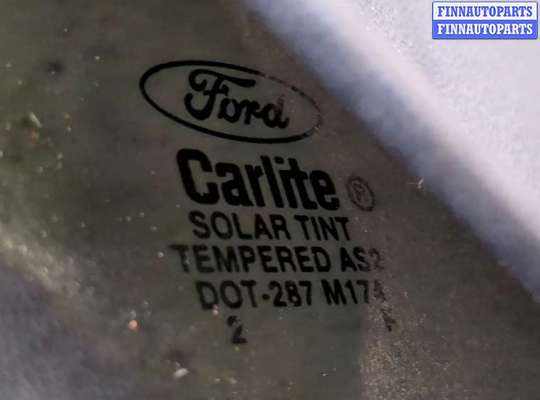 FINNAUTOPARTS
FINNAUTOPARTS
Ford
Carlite ®
SOLAR TINT
TEMPERED AS2
DOT-287 M174
2